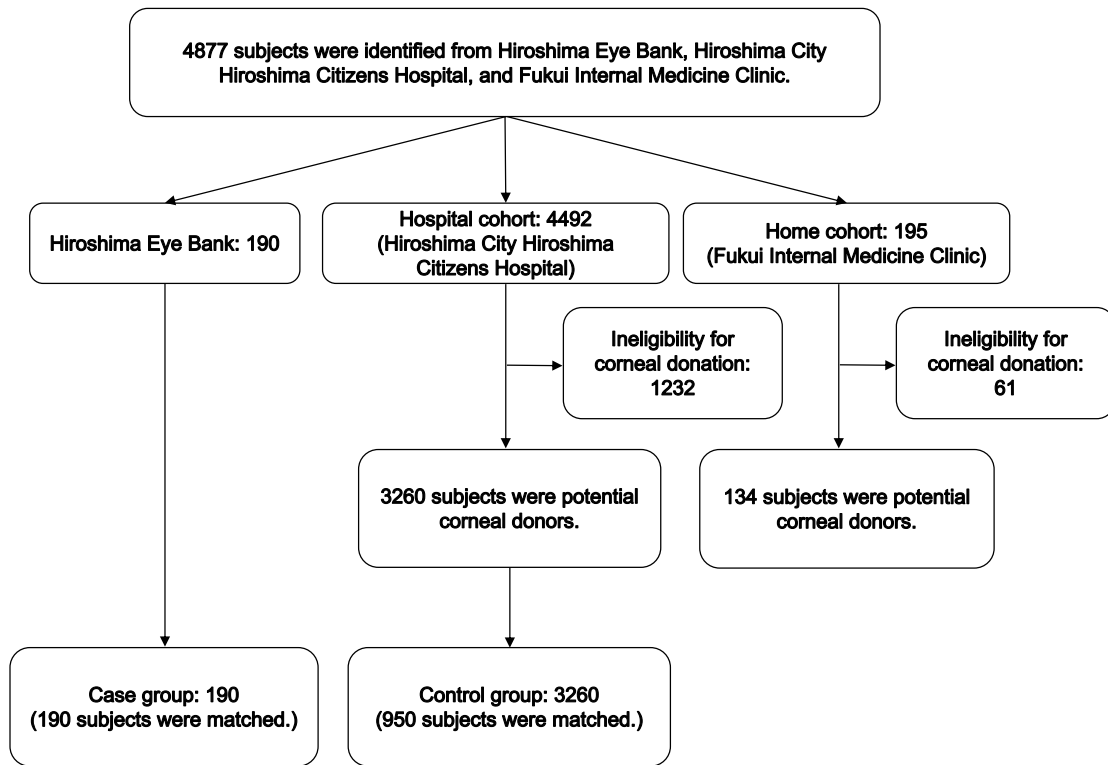 4877 subjects were identified from Hiroshima Eye Bank, Hiroshima City
Hiroshima Citizens Hospital, and Fukui Internal Medicine Clinic.
Hiroshima Eye Bank: 190
Hospital cohort: 4492
(Hiroshima City Hiroshima
Citizens Hospital)
Home cohort: 195
(Fukui Internal Medicine Clinic)
Ineligibility for
corneal donation:
1232
Ineligibility for
corneal donation:
61
3260 subjects were potential
corneal donors.
134 subjects were potential
corneal donors.
Case group: 190
(190 subjects were matched.)
Control group: 3260
(950 subjects were matched.)